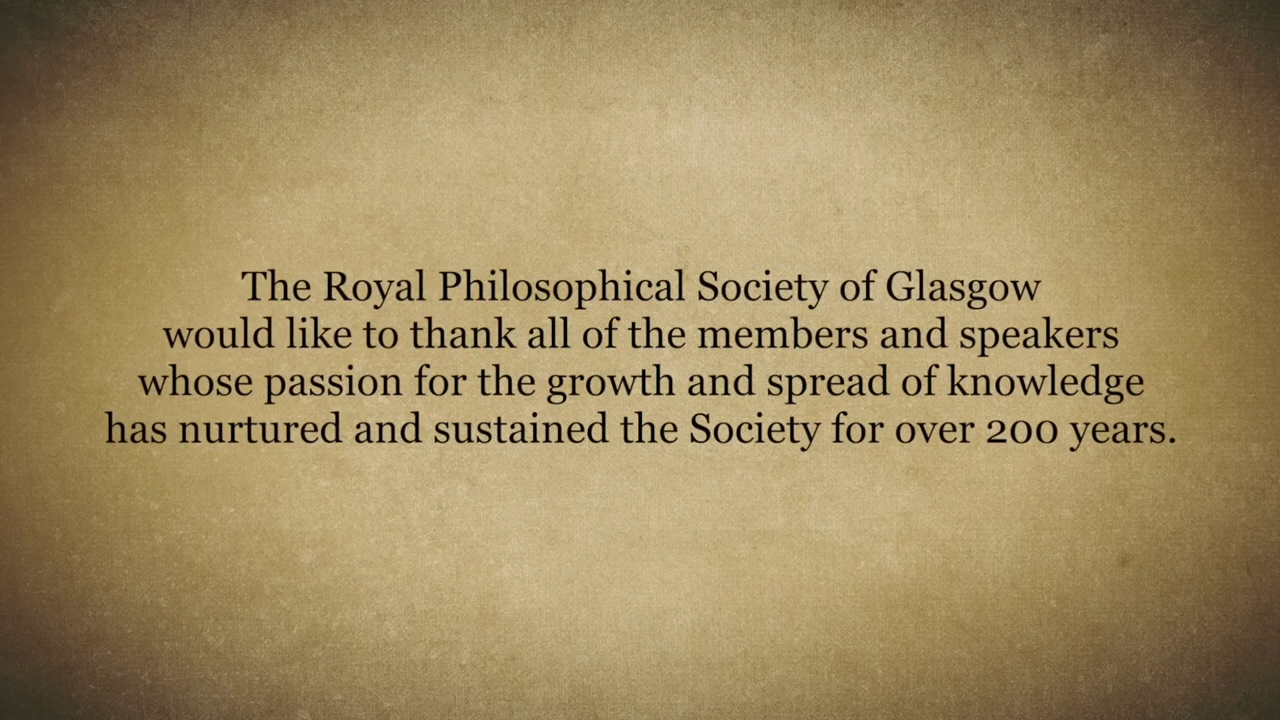 The Royal Philosophical Society of Glasgow
would like to thank all of the members and speakers
whose passion for the growth and spread of knowledge
has nurtured and sustained the Society for over 200 years.